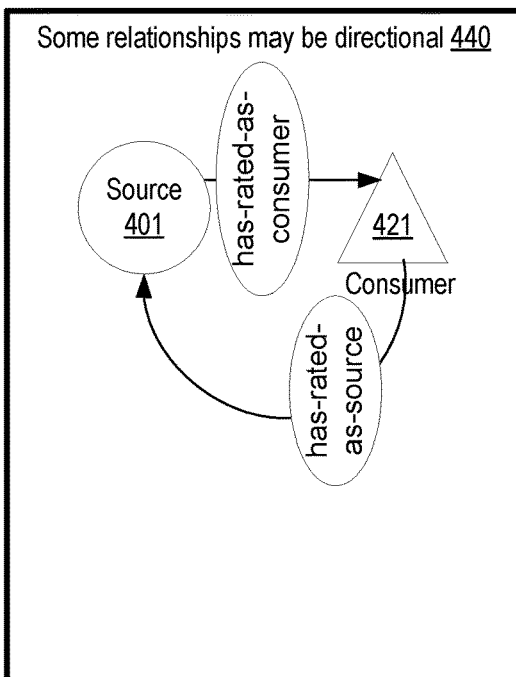 Some relationships may be directional 440
has-rated-as-
consumer
Source
401
421
Consumer
has-rated-
as-source